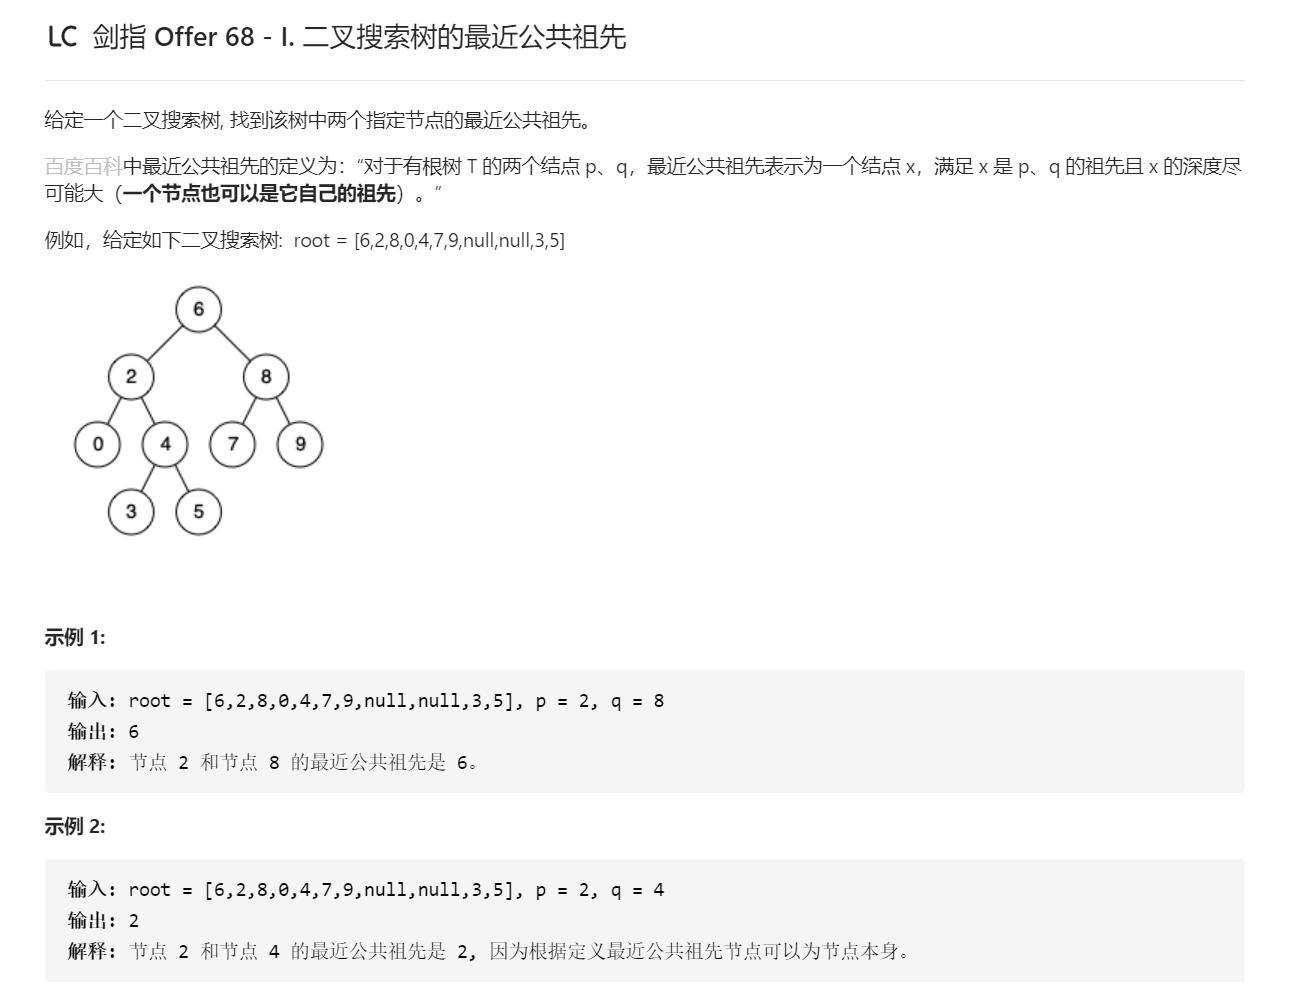 LC 剑指 Offer 68 - I. 二叉搜索树的最近公共祖先
给定一个二叉搜索树, 找到该树中两个指定节点的最近公共祖先。
百度百科中最近公共祖先的定义为：“对于有根树 T 的两个结点 p、q，最近公共祖先表示为一个结点 x，满足 x 是 p、q 的祖先且 x 的深度尽
可能大（一个节点也可以是它自己的祖先）。”
例如，给定如下二叉搜索树: root = [6,2,8,0,4,7,9,null,null,3,5]
6
2 8
0 4 7 9
3 5
示例 1:
输入: root = [6,2,8,0,4,7,9,null,null,3,5], p = 2, q = 8
输出: 6
解释: 节点 2 和节点 8 的最近公共祖先是 6。
示例 2:
输入: root = [6,2,8,0,4,7,9,null,null,3,5], p = 2, q = 4
输出: 2
解释: 节点 2 和节点 4 的最近公共祖先是 2, 因为根据定义最近公共祖先节点可以为节点本身。